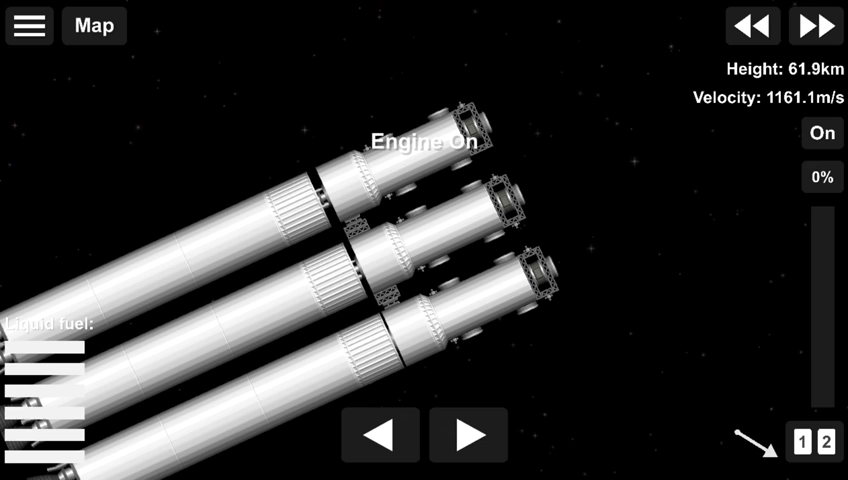 Map
Height: 61.9km
Velocity: 1161.1m/s
On
Engine On
0%
Liquid fuel:
1 2